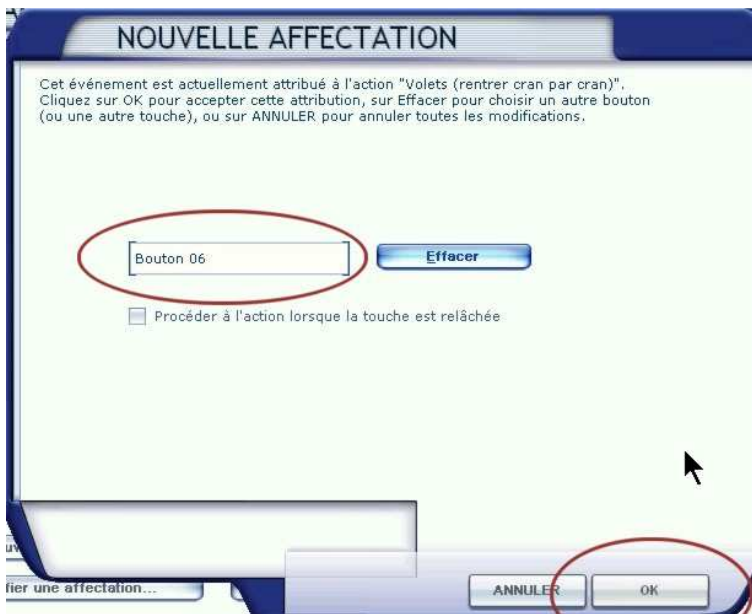 NOUVELLE AFFECTATION
Cet événement est actuellement attribué à l'action "Volets (rentrer cran par cran)".
Cliquez sur OK pour accepter cette attribution, sur Effacer pour choisir un autre bouton
(ou une autre touche), ou sur ANNULER pour annuler toutes les modifications.
Bouton 06
Effacer
Procéder à l'action lorsque la touche est relâchée
fier une affectation...
ANNULER
OK